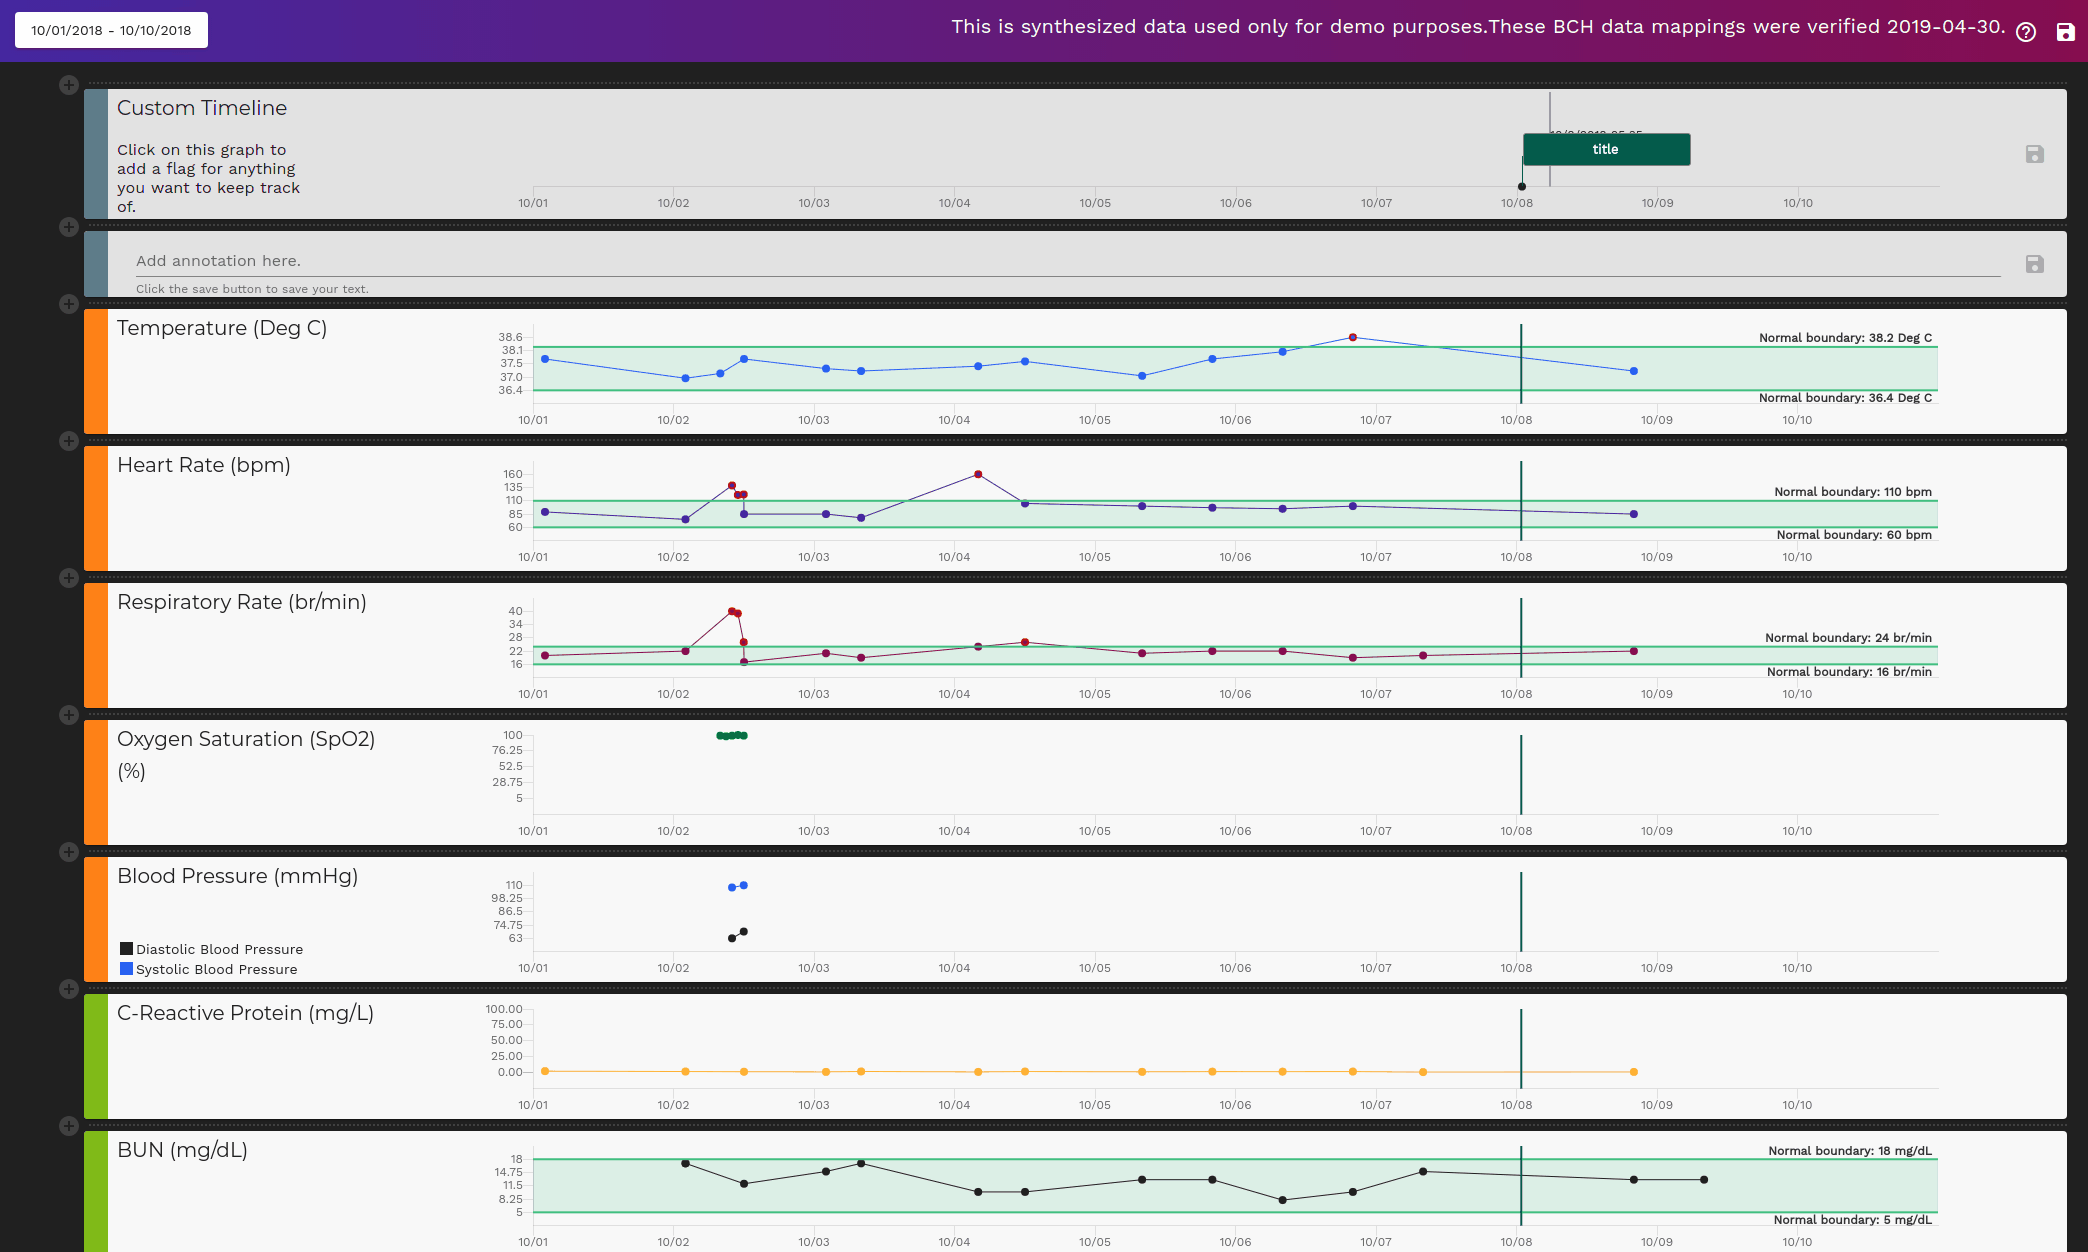 10/01/2018 - 10/10/2018
This is synthesized data used only for demo purposes.These BCH data mappings were verified 2019-04-30.
Custom Timeline
Click on this graph to
add a flag for anything
you want to keep track
of.
title
10/01 10/02 10/03 10/04 10/05 10/06 10/07 10/08 10/09 10/10
Add annotation here.
Click the save button to save your text.
Temperature (Deg C)
38.6
38.1
37.5
37.0
36.4
Normal boundary: 38.2 Deg C
Normal boundary: 36.4 Deg C
10/01 10/02 10/03 10/04 10/05 10/06 10/07 10/08 10/09 10/10
Heart Rate (bpm)
160
135
110
85
60
Normal boundary: 110 bpm
Normal boundary: 60 bpm
10/01 10/02 10/03 10/04 10/05 10/06 10/07 10/08 10/09 10/10
Respiratory Rate (br/min)
40
34
28
22
16
Normal boundary: 24 br/min
Normal boundary: 16 br/min
10/01 10/02 10/03 10/04 10/05 10/06 10/07 10/08 10/09 10/10
Oxygen Saturation (SpO2)
(%)
100
76.25
52.5
28.75
5
10/01 10/02 10/03 10/04 10/05 10/06 10/07 10/08 10/09 10/10
Blood Pressure (mmHg)
Diastolic Blood Pressure
Systolic Blood Pressure
110
98.25
86.5
74.75
63
10/01 10/02 10/03 10/04 10/05 10/06 10/07 10/08 10/09 10/10
C-Reactive Protein (mg/L)
100.00
75.00
50.00
25.00
0.00
10/01 10/02 10/03 10/04 10/05 10/06 10/07 10/08 10/09 10/10
BUN (mg/dL)
18
14.75
11.5
8.25
5
Normal boundary: 18 mg/dL
Normal boundary: 5 mg/dL
10/01 10/02 10/03 10/04 10/05 10/06 10/07 10/08 10/09 10/10